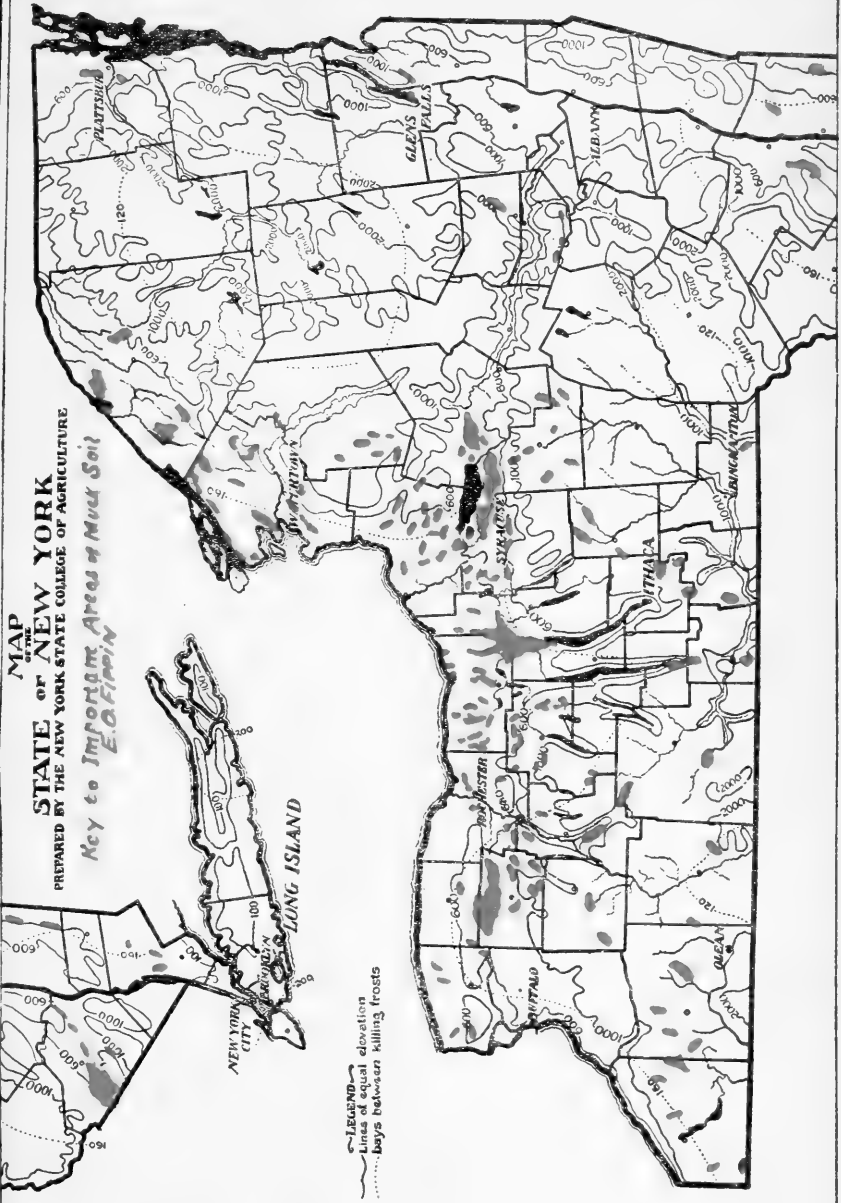 MAP
OF THE
STATE OF NEW YORK
PREPARED BY THE NEW YORK STATE COLLEGE OF AGRICULTURE
Key to Important Areas of Muck Soil
E.O. Fippin
LEGEND
Lines of equal elevation
Days between killing frosts
PLATTSBURG
GLENS
FALLS
ALBANY
WATERTOWN
SYRACUSE
ITHACA
BINGHAMTON
ROCHESTER
BUFFALO
OLEAN
NEW YORK
CITY
BROOKLYN
LONG ISLAND
600
1000
2000
120
160
100
200